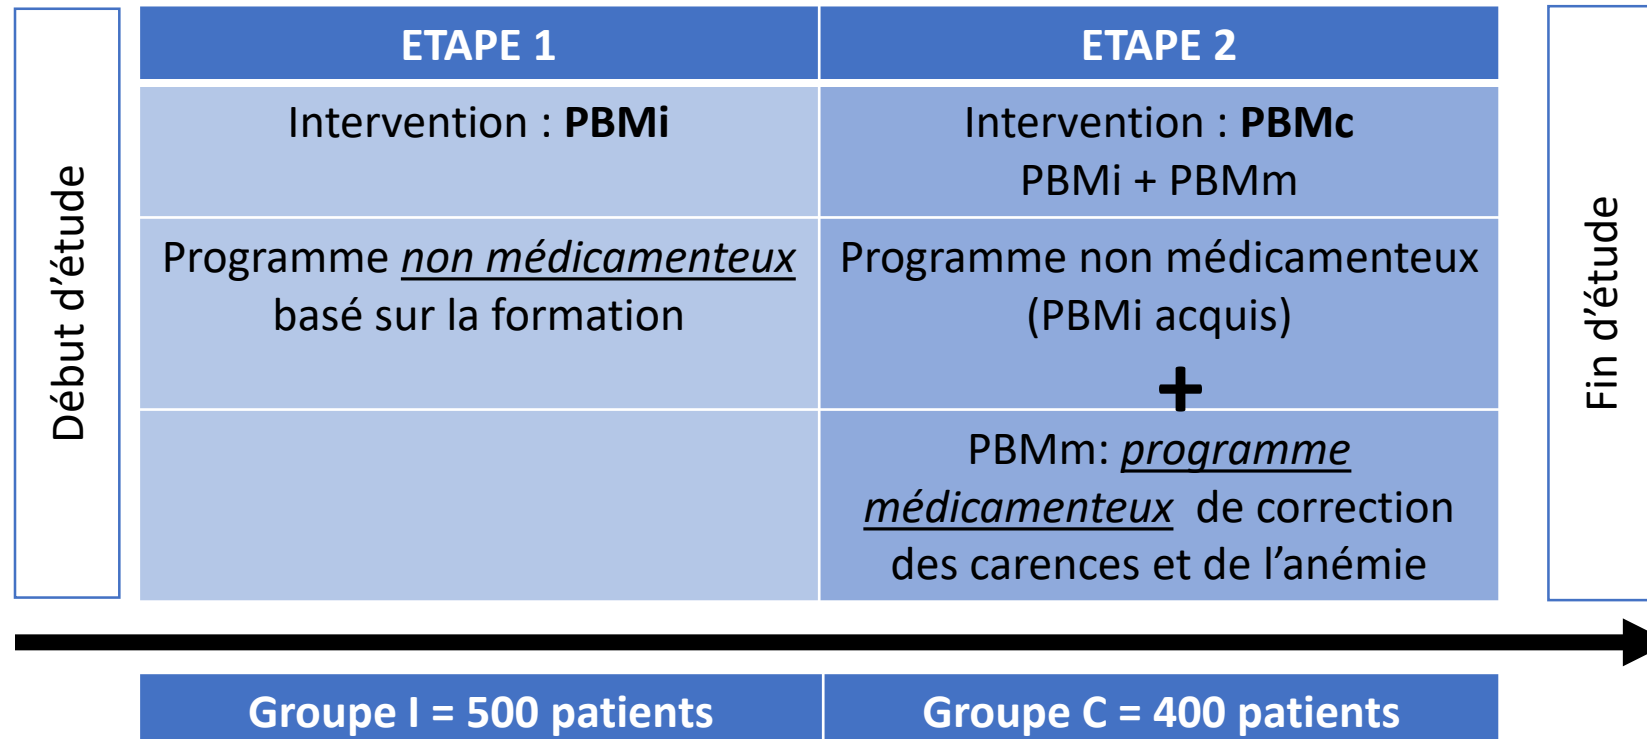 Début d'étude
ETAPE 1
ETAPE 2
Intervention : PBMi
Intervention : PBMc
PBMi + PBMm
Programme non médicamenteux
basé sur la formation
Programme non médicamenteux
(PBMi acquis)
+
PBMm: programme
médicamenteux de correction
des carences et de l'anémie
Fin d'étude
Groupe I = 500 patients
Groupe C = 400 patients